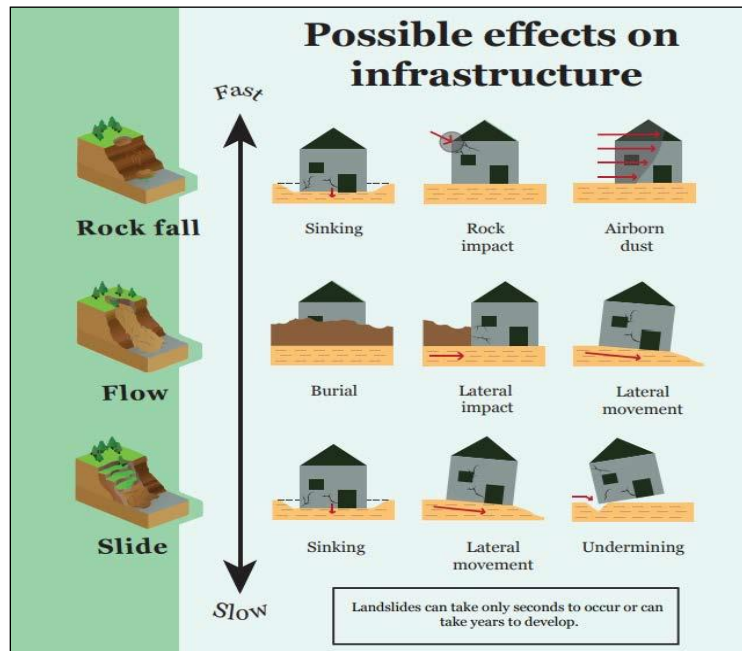 Possible effects on
infrastructure
Fast
Rock fall
Sinking
Rock
impact
Airborn
dust
Flow
Burial
Lateral
impact
Lateral
movement
Slide
Sinking
Lateral
movement
Undermining
Slow
Landslides can take only seconds to occur or can
take years to develop.